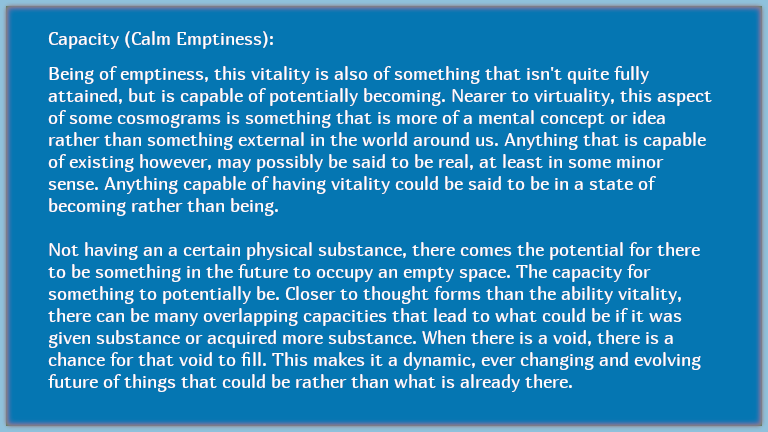 Capacity (Calm Emptiness):
Being of emptiness, this vitality is also of something that isn't quite fully
attained, but is capable of potentially becoming. Nearer to virtuality, this aspect
of some cosmograms is something that is more of a mental concept or idea
rather than something external in the world around us. Anything that is capable
of existing however, may possibly be said to be real, at least in some minor
sense. Anything capable of having vitality could be said to be in a state of
becoming rather than being.
Not having an a certain physical substance, there comes the potential for there
to be something in the future to occupy an empty space. The capacity for
something to potentially be. Closer to thought forms than the ability vitality,
there can be many overlapping capacities that lead to what could be if it was
given substance or acquired more substance. When there is a void, there is a
chance for that void to fill. This makes it a dynamic, ever changing and evolving
future of things that could be rather than what is already there.